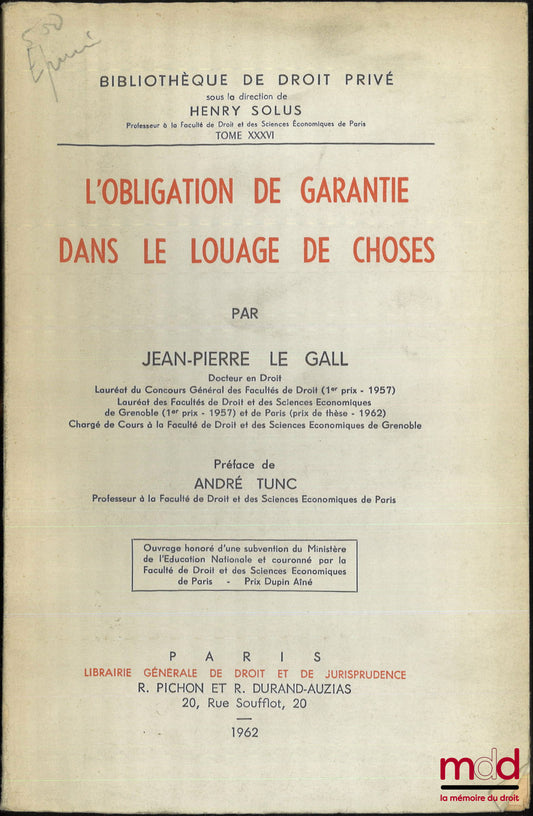 500
Epuisé
BIBLIOTHÈQUE DE DROIT PRIVÉ
sous la direction de
HENRY SOLUS
Professeur à la Faculté de Droit et des Sciences Économiques de Paris
TOME XXXVI
L'OBLIGATION DE GARANTIE
DANS LE LOUAGE DE CHOSES
PAR
JEAN-PIERRE LE GALL
Docteur en Droit
Lauréat du Concours Général des Facultés de Droit (1er prix - 1957)
Lauréat des Facultés de Droit et des Sciences Economiques
de Grenoble (1er prix - 1957) et de Paris (prix de thèse - 1962)
Chargé de Cours à la Faculté de Droit et des Sciences Economiques de Grenoble
Préface de
ANDRÉ TUNC
Professeur à la Faculté de Droit et des Sciences Economiques de Paris
Ouvrage honoré d'une subvention du Ministère
de l'Education Nationale et couronné par la
Faculté de Droit et des Sciences Economiques
de Paris - Prix Dupin Aîné
PARIS
LIBRAIRIE GÉNÉRALE DE DROIT ET DE JURISPRUDENCE
R. PICHON ET R. DURAND-AUZIAS
20, Rue Soufflot, 20
1962
mdd
la mémoire du droit